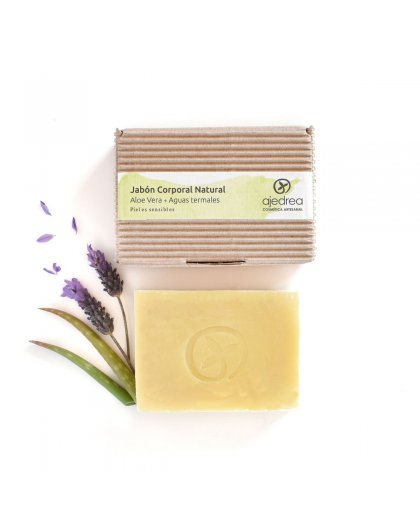 Jabón Corporal Natural
Aloe Vera + Aguas termales
Pieles sensibles
ajedrea
COSMÉTICA ARTESANAL